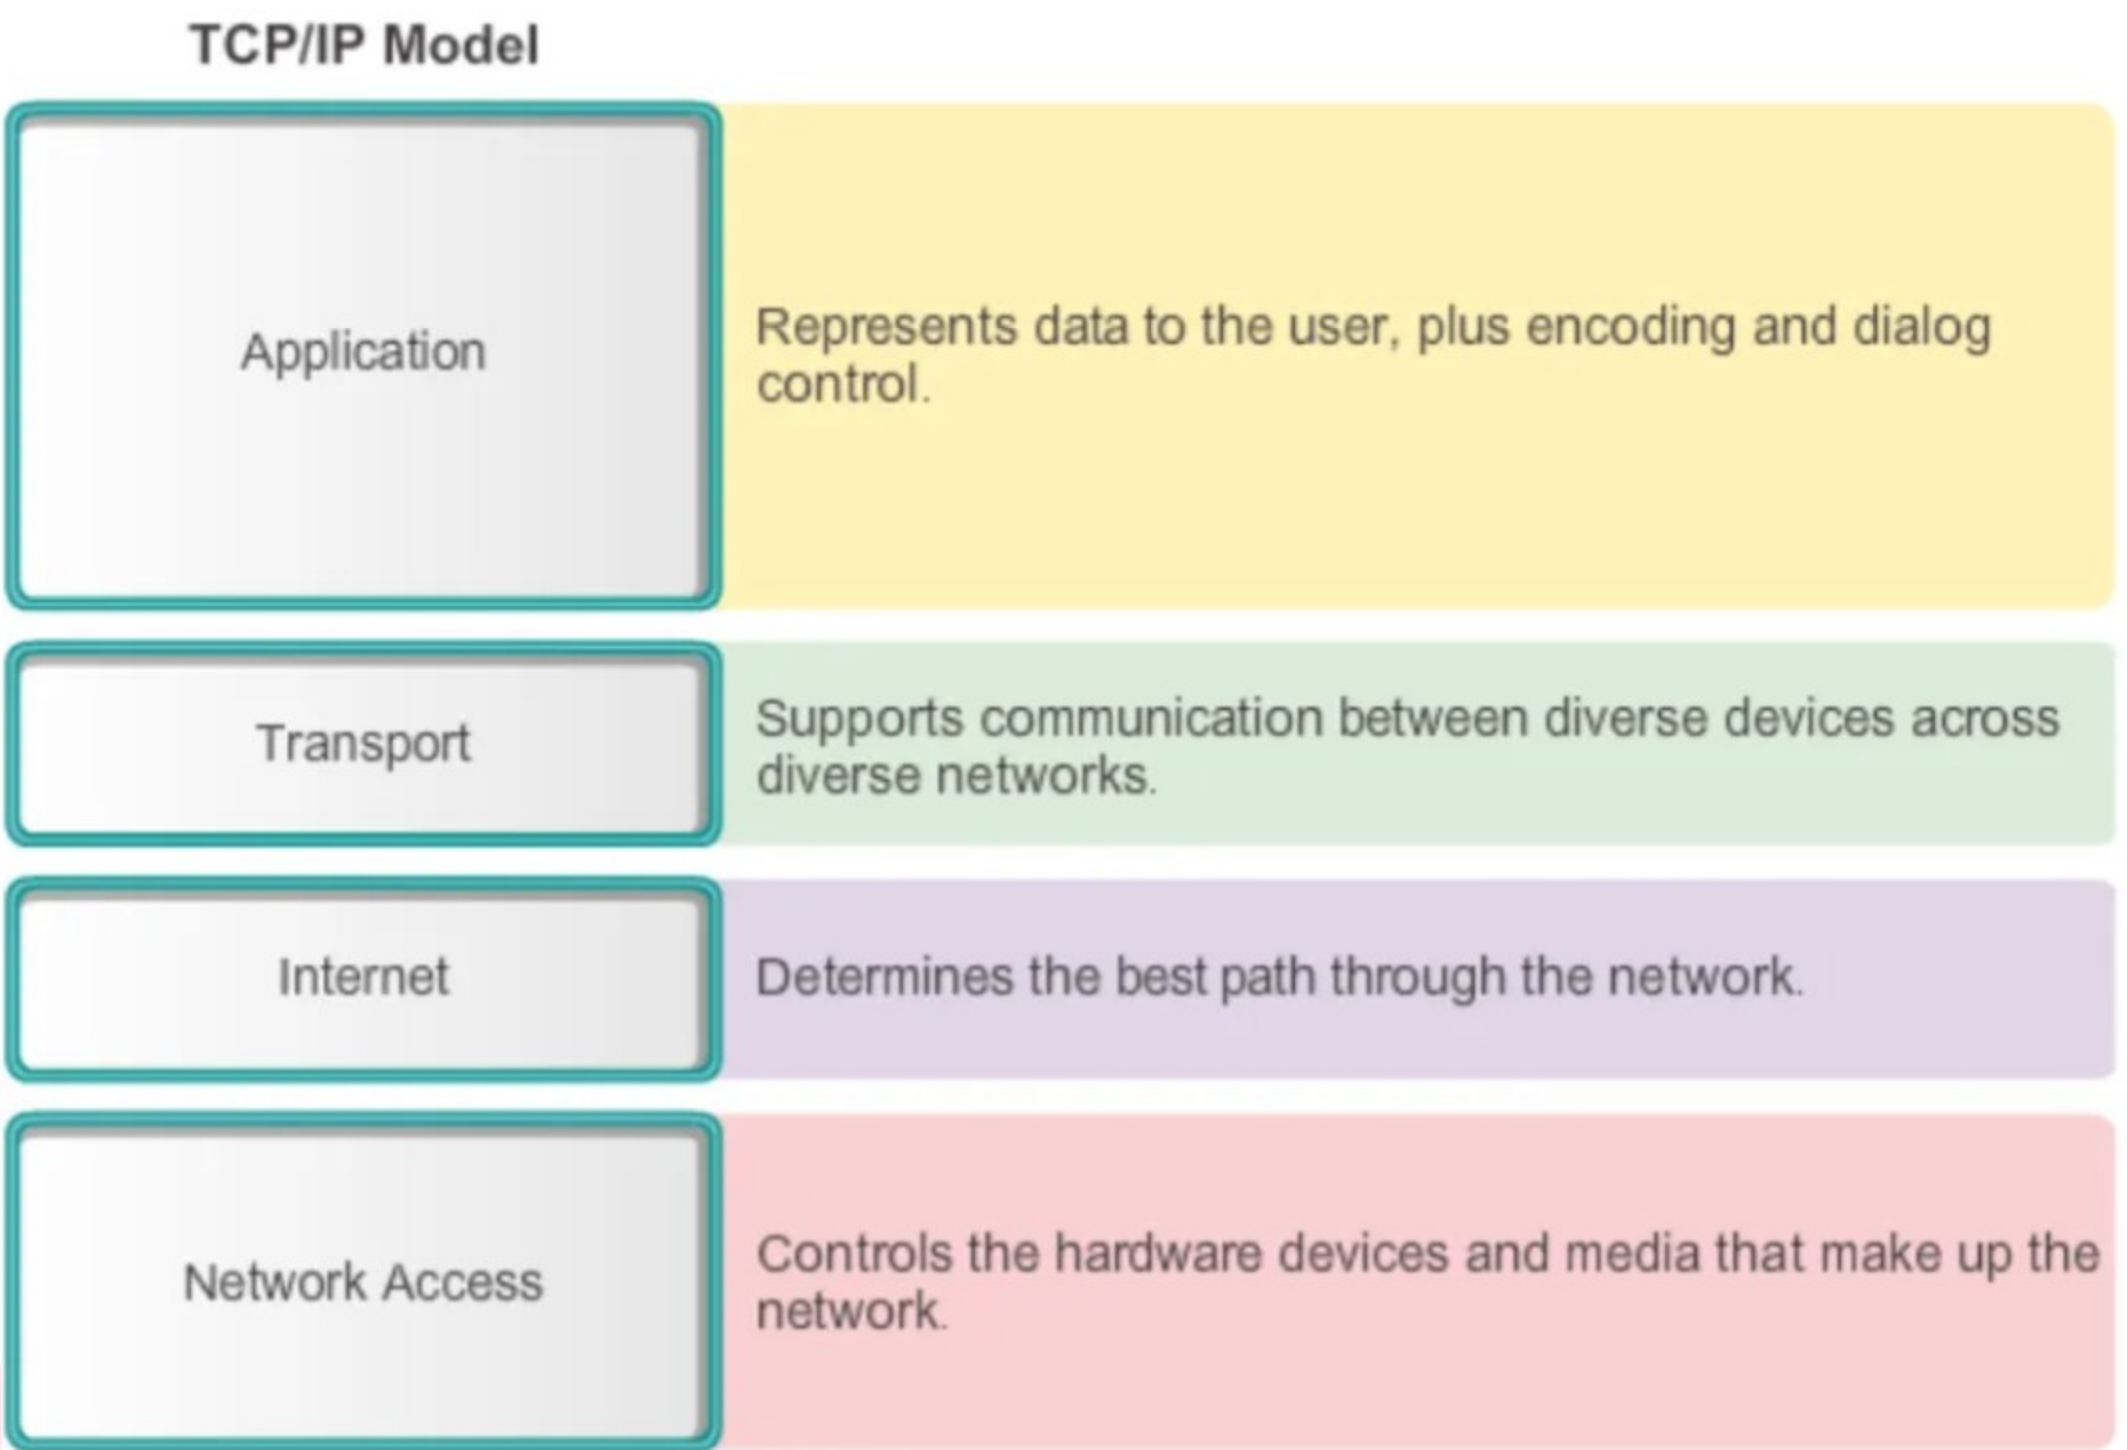 TCP/IP Model
Application
Represents data to the user, plus encoding and dialog
control.
Transport
Supports communication between diverse devices across
diverse networks.
Internet
Determines the best path through the network.
Network Access
Controls the hardware devices and media that make up the
network.